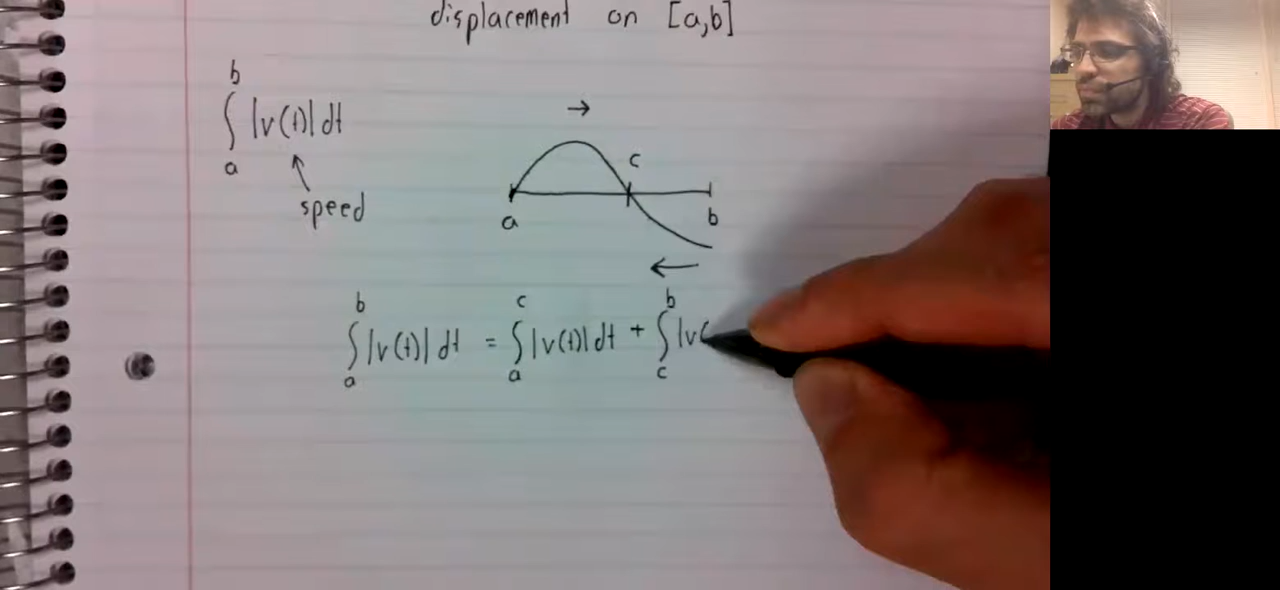 displacement on [a,b]
b
∫ |v(t)| dt
a
speed
→
c
a b
←
b c b
∫ |v(t)| dt = ∫ |v(t)| dt + ∫ |v(
a a c